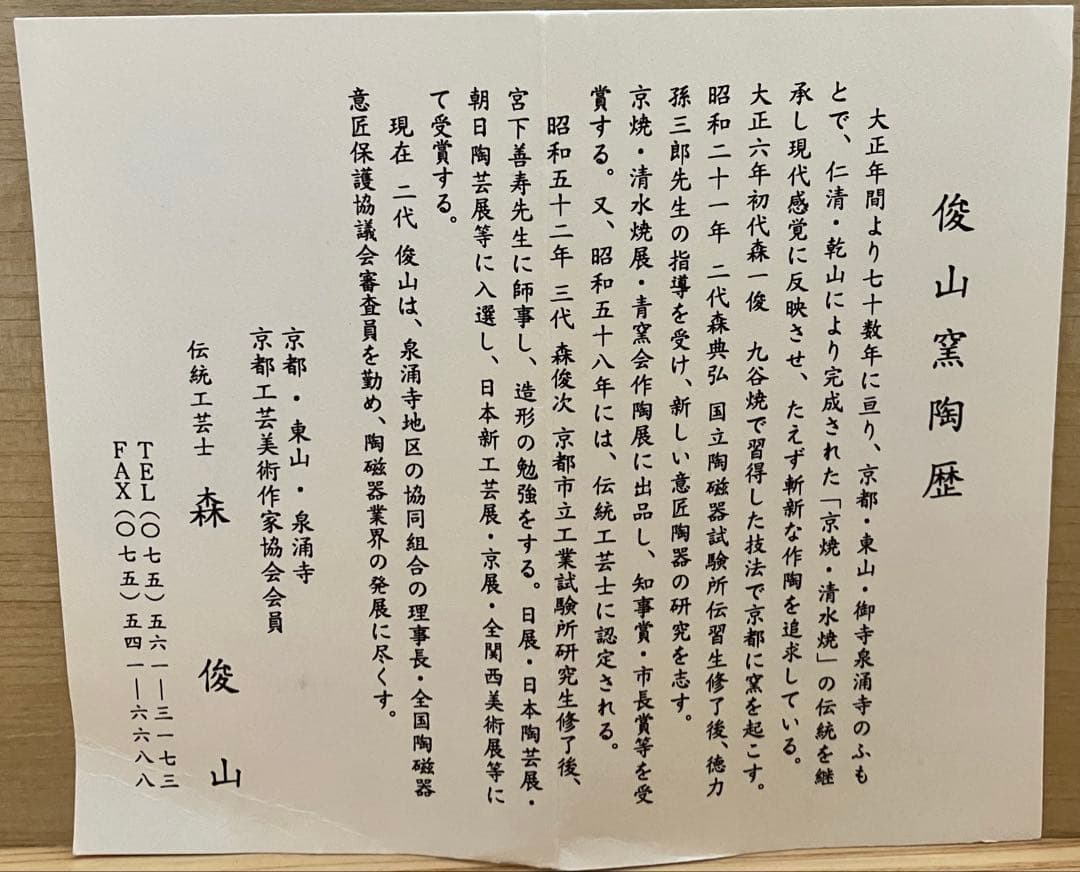 俊山窯陶歴
大正年間より七十数年に亘り、京都・東山・御寺泉涌寺のふも
とで、仁清・乾山により完成された「京焼・清水焼」の伝統を継
承し現代感覚に反映させ、たえず斬新な作陶を追求している。
大正六年初代森一俊 九谷焼で習得した技法で京都に窯を起こす。
昭和二十一年 二代森典弘 国立陶磁器試験所伝習生修了後、徳力
孫三郎先生の指導を受け、新しい意匠陶器の研究を志す。
京焼・清水焼展・青窯会作陶展に出品し、知事賞・市長賞等を受
賞する。又、昭和五十八年には、伝統工芸士に認定される。
昭和五十二年 三代 森俊次 京都市立工業試験所研究生修了後、
宮下善寿先生に師事し、造形の勉強をする。日展・日本陶芸展・
朝日陶芸展等に入選し、日本新工芸展・京展・全関西美術展等に
て受賞する。
現在 二代 俊山は、泉涌寺地区の協同組合の理事長・全国陶磁器
意匠保護協議会審査員を勤め、陶磁器業界の発展に尽くす。
京都・東山・泉涌寺
京都工芸美術作家協会会員
伝統工芸士 森 俊山
TEL(〇七五)五六一―三一七三
FAX(〇七五)五四一―六六八八